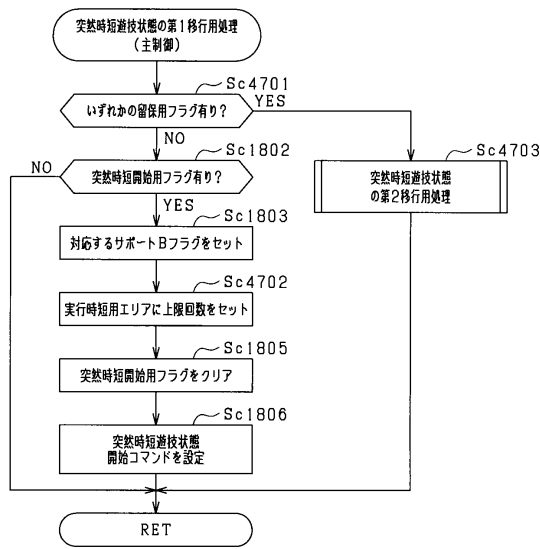 突然時短遊技状態の第1移行用処理
(主制御)
Sc4701
いずれかの留保用フラグ有り?
YES
NO
Sc1802
突然時短開始用フラグ有り?
NO
YES
Sc4703
突然時短遊技状態
の第2移行用処理
Sc1803
対応するサポートBフラグをセット
Sc4702
実行時短用エリアに上限回数をセット
Sc1805
突然時短開始用フラグをクリア
Sc1806
突然時短遊技状態
開始コマンドを設定
RET